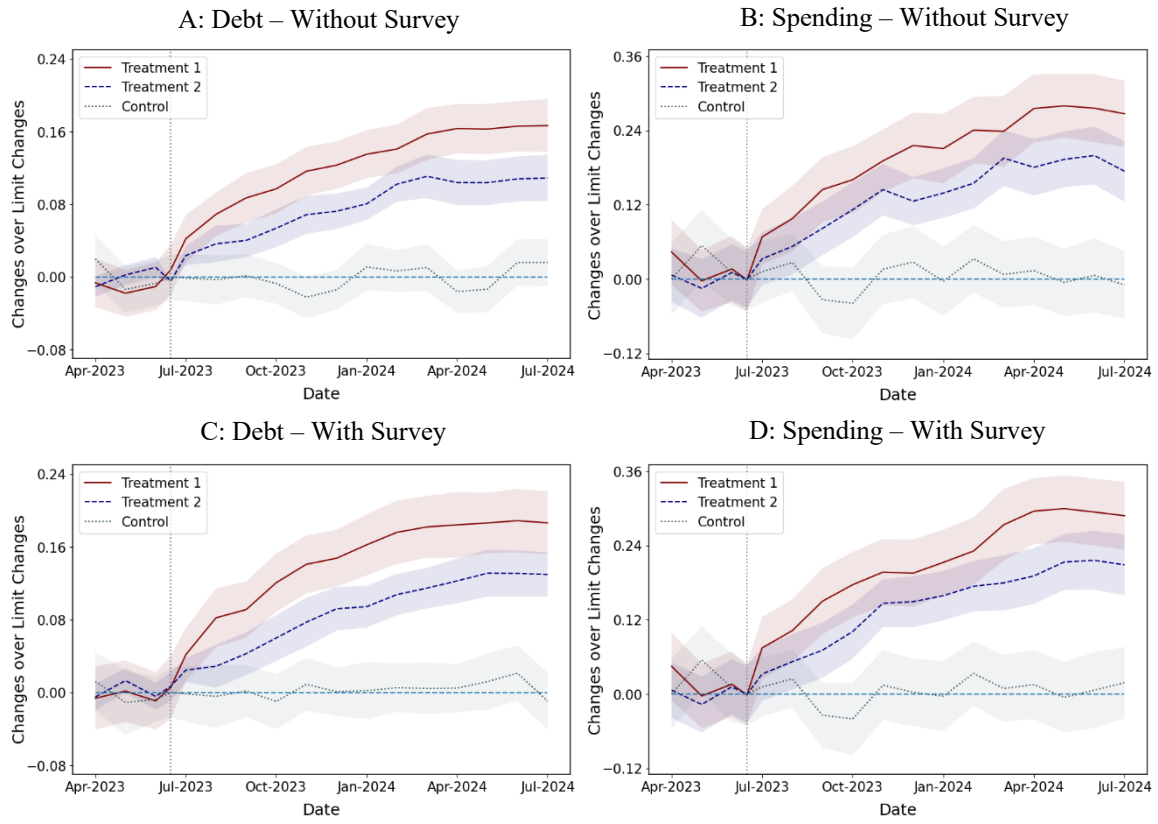 A: Debt – Without Survey
Changes over Limit Changes
0.24
0.16
0.08
0.00
−0.08
Treatment 1
Treatment 2
Control
Apr-2023 Jul-2023 Oct-2023 Jan-2024 Apr-2024 Jul-2024
Date
B: Spending – Without Survey
Changes over Limit Changes
0.36
0.24
0.12
0.00
−0.12
Treatment 1
Treatment 2
Control
Apr-2023 Jul-2023 Oct-2023 Jan-2024 Apr-2024 Jul-2024
Date
C: Debt – With Survey
Changes over Limit Changes
0.24
0.16
0.08
0.00
−0.08
Treatment 1
Treatment 2
Control
Apr-2023 Jul-2023 Oct-2023 Jan-2024 Apr-2024 Jul-2024
Date
D: Spending – With Survey
Changes over Limit Changes
0.36
0.24
0.12
0.00
−0.12
Treatment 1
Treatment 2
Control
Apr-2023 Jul-2023 Oct-2023 Jan-2024 Apr-2024 Jul-2024
Date